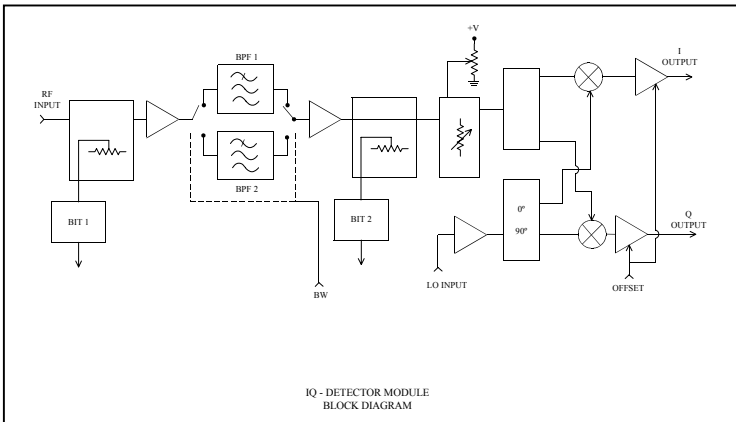 +V
BPF 1
I
OUTPUT
RF
INPUT
BPF 2
BIT 1
BIT 2
0°
90°
Q
OUTPUT
LO INPUT
BW
OFFSET
IQ - DETECTOR MODULE
BLOCK DIAGRAM